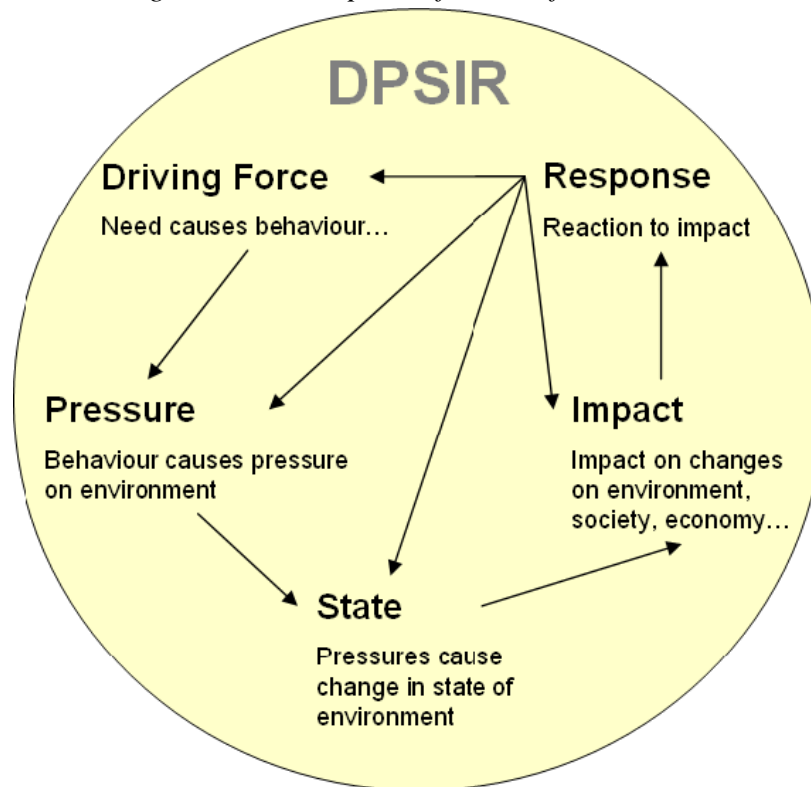 DPSIR
Driving Force
Need causes behaviour...
Response
Reaction to impact
Pressure
Behaviour causes pressure
on environment
Impact
Impact on changes
on environment,
society, economy...
State
Pressures cause
change in state of
environment